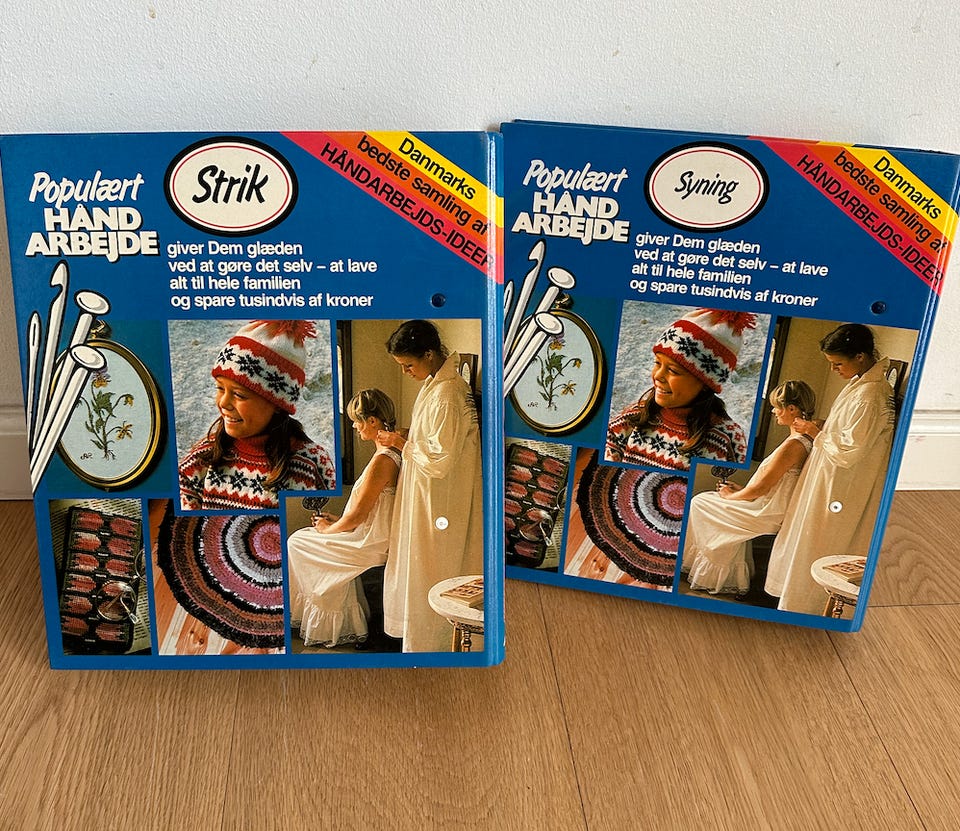 Populært
HÅND
ARBEJDE
Strik
Danmarks
bedste samling af
HÅNDARBEJDS-IDEER
giver Dem glæden
ved at gøre det selv – at lave
alt til hele familien
og spare tusindvis af kroner
Populært
HÅND
ARBEJDE
Syning
Danmarks
bedste samling af
HÅNDARBEJDS-IDEER
giver Dem glæden
ved at gøre det selv – at lave
alt til hele familien
og spare tusindvis af kroner